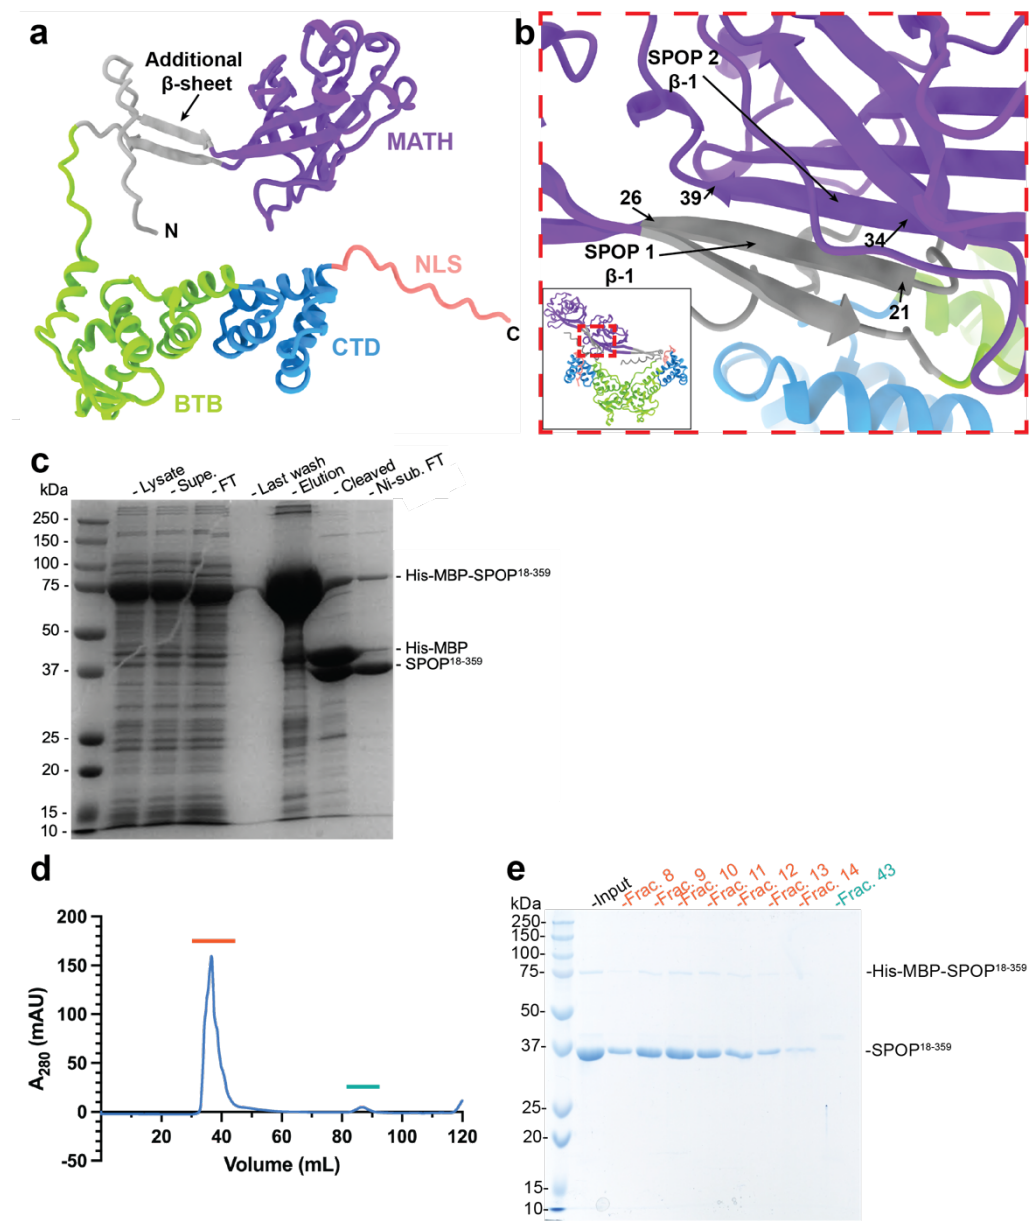 a
Additional
β-sheet
MATH
N
NLS
C
CTD
BTB
b
SPOP 2
β-1
39
26
34
SPOP 1
β-1
21
c
kDa
- Lysate
- Supe.
- FT
- Last wash
- Elution
- Cleaved
- Ni-sub. FT
250 -
150 -
100 -
75 -
50 -
37 -
25 -
20 -
15 -
10 -
- His-MBP-SPOP18-359
- His-MBP
- SPOP18-359
d
A280 (mAU)
200
150
100
50
0
-50
20
40
60
80
100
120
Volume (mL)
e
kDa
-Input
-Frac. 8
-Frac. 9
-Frac. 10
-Frac. 11
-Frac. 12
-Frac. 13
-Frac. 14
-Frac. 43
250-
150-
100-
75-
50-
37-
25-
20-
15-
10-
-His-MBP-SPOP18-359
-SPOP18-359